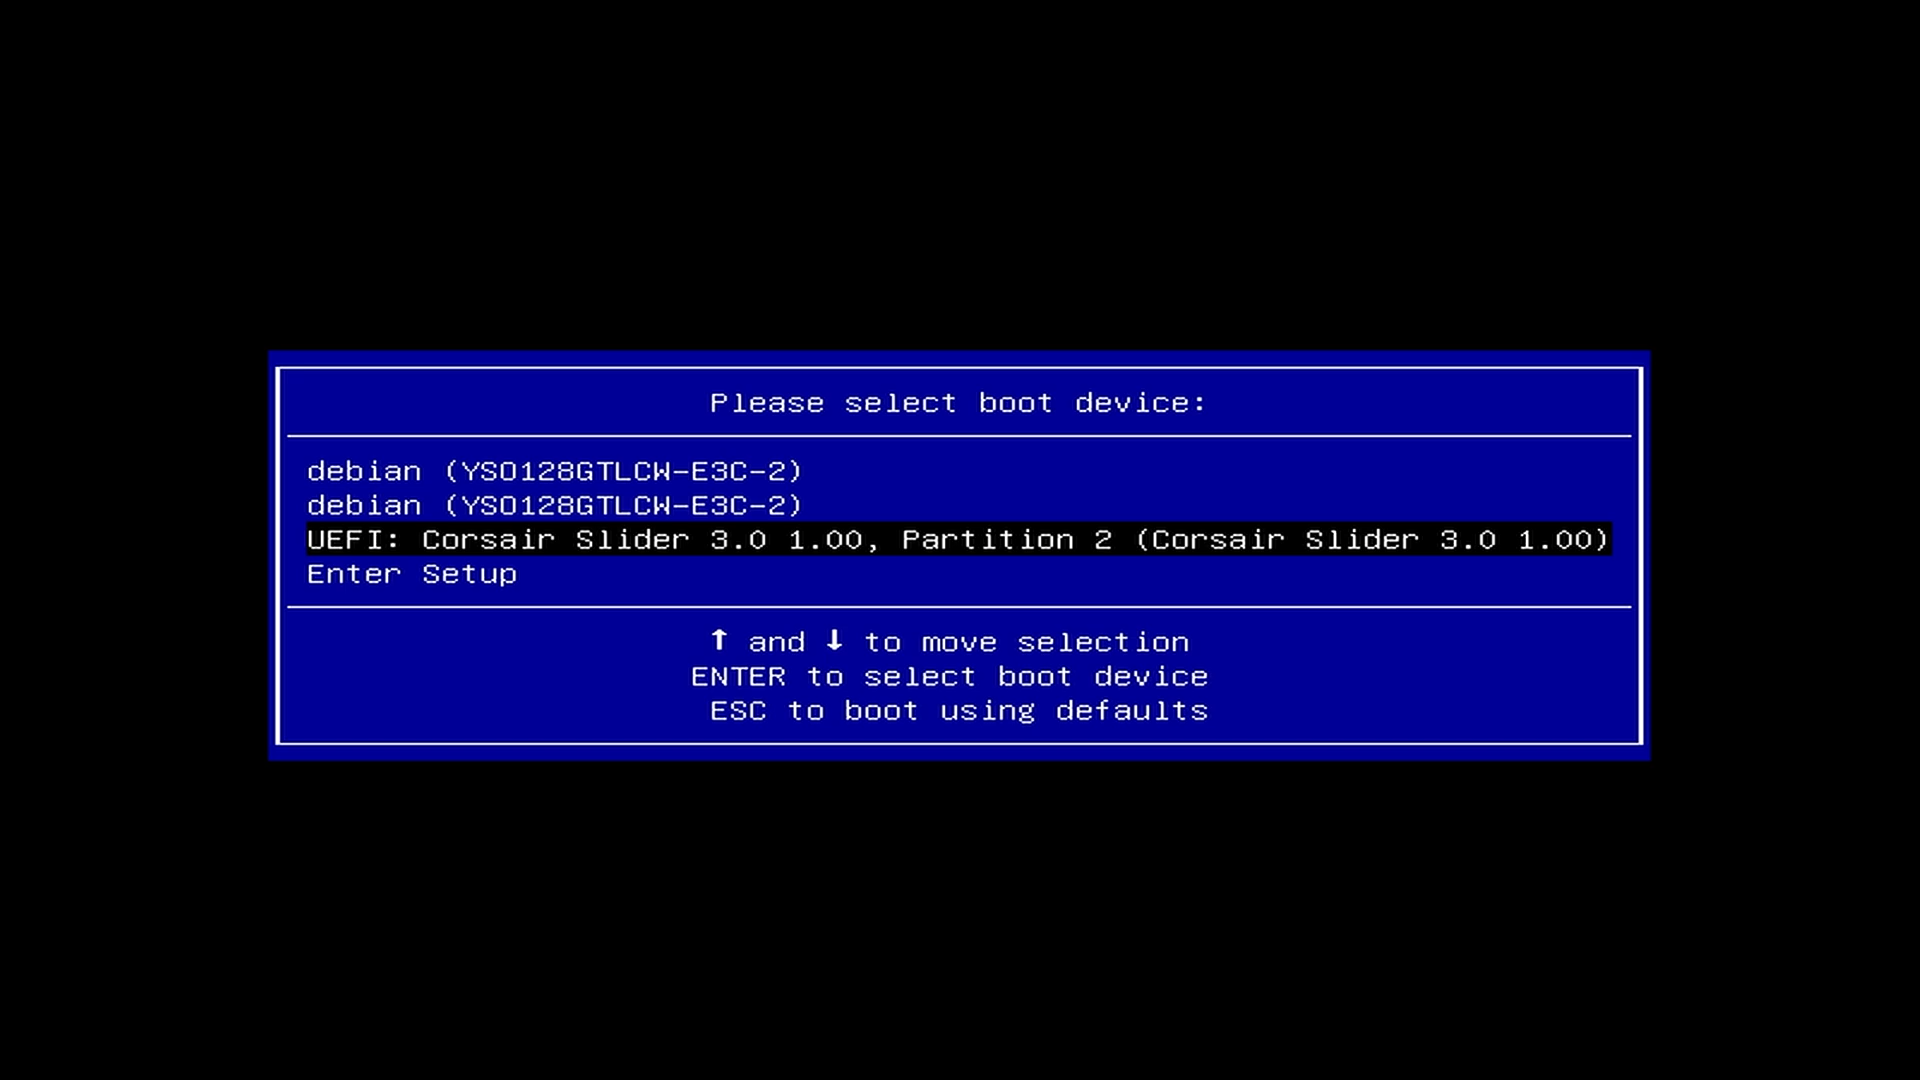 Please select boot device:
debian (YSO128GTLCW-E3C-2)
debian (YSO128GTLCW-E3C-2)
UEFI: Corsair Slider 3.0 1.00, Partition 2 (Corsair Slider 3.0 1.00)
Enter Setup
↑ and ↓ to move selection
ENTER to select boot device
ESC to boot using defaults